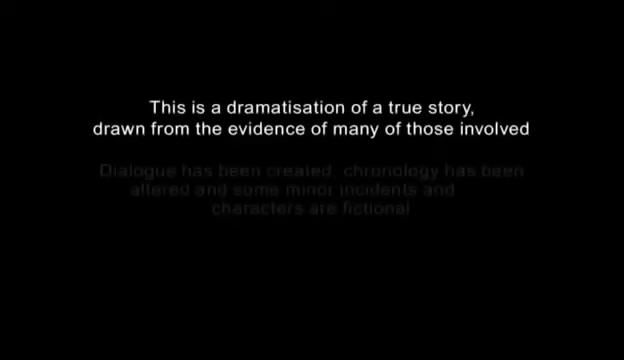 This is a dramatisation of a true story,
drawn from the evidence of many of those involved
Dialogue has been created, chronology has been
altered and some minor incidents and
characters are fictional